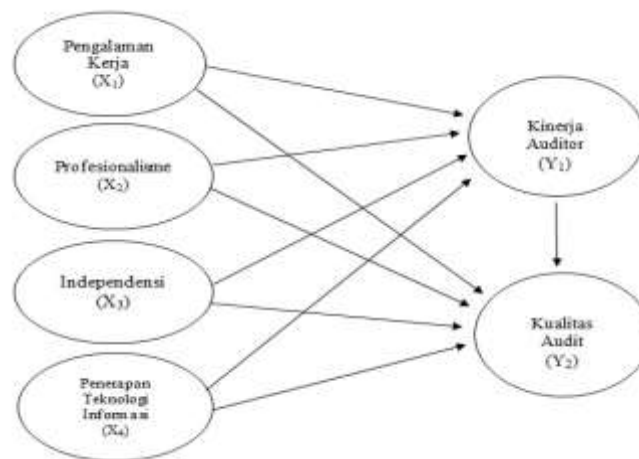 Pengalaman
Kerja
(X₁)
Profesionalisme
(X₂)
Independensi
(X₃)
Penerapan
Teknologi
Informasi
(X₄)
Kinerja
Auditor
(Y₁)
Kualitas
Audit
(Y₂)